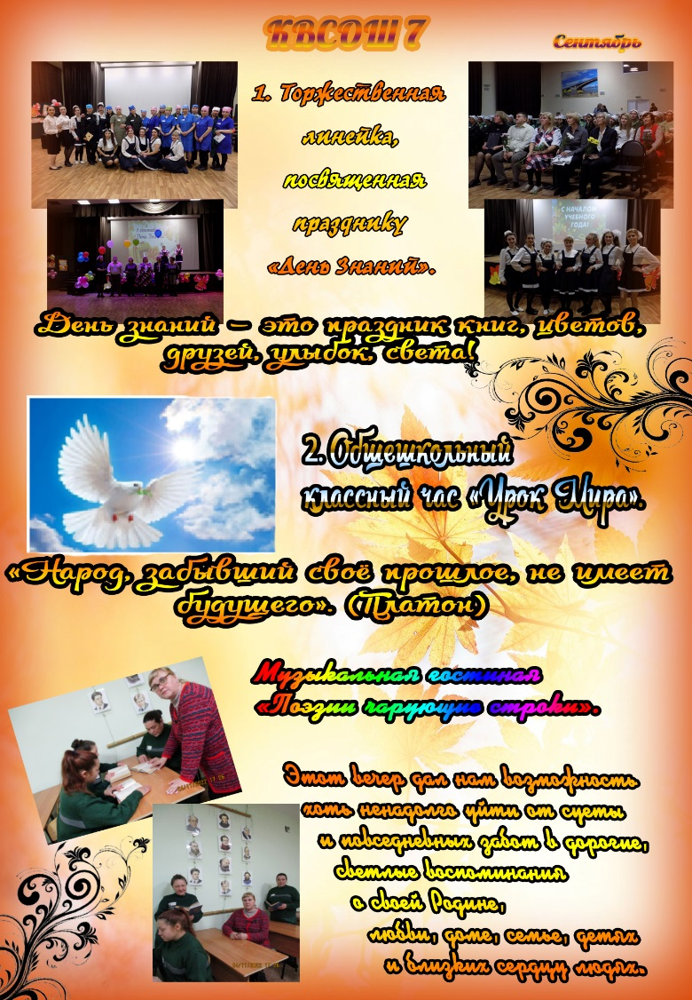 КВСОШ 7
Сентябрь
1. Торжественная
линейка,
посвященная
празднику
«День Знаний».
С НАЧАЛОМ
УЧЕБНОГО
ГОДА!
День знаний – это праздник книг, цветов,
друзей, улыбок, света!
2. Общешкольный
классный час «Урок Мира».
«Народ, забывший своё прошлое, не имеет
будущего». (Платон)
Музыкальная гостиная
«Поэзии чарующие строки».
Этот вечер дал нам возможность
хоть ненадолго уйти от суеты
и повседневных забот в дорогие,
светлые воспоминания
о своей Родине,
любви, доме, семье, детях
и близких сердцу людях.